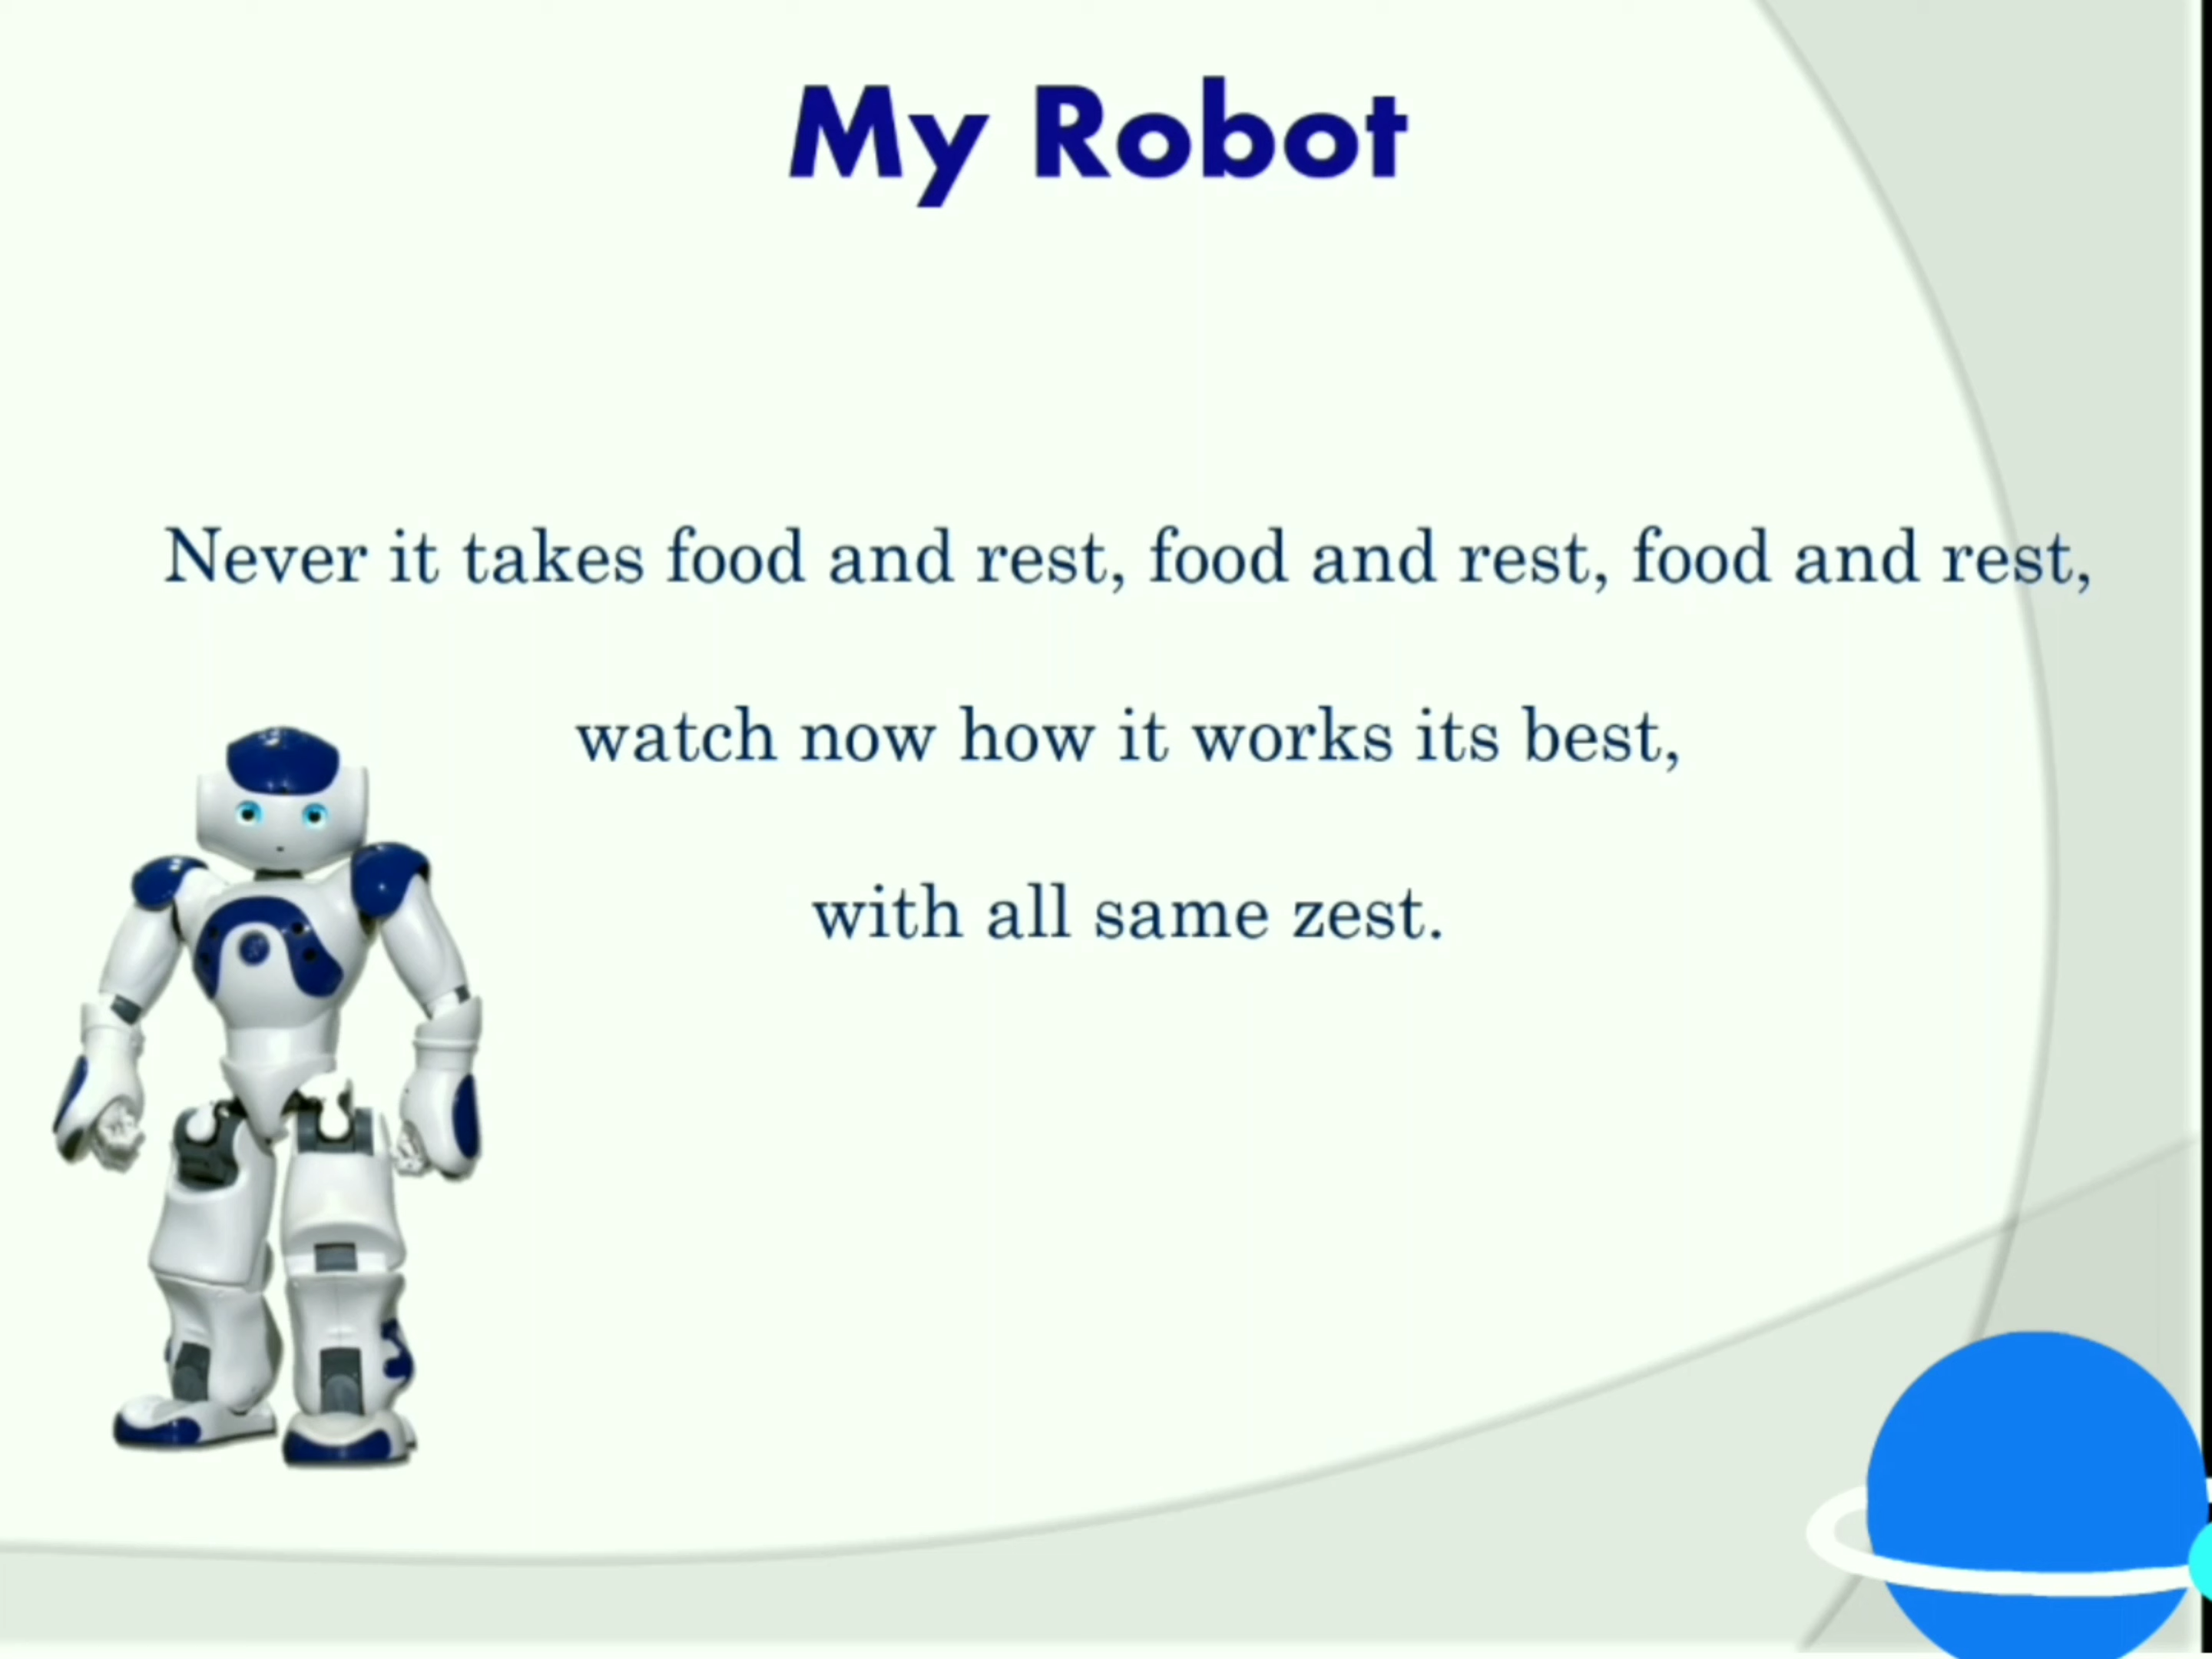 My Robot
Never it takes food and rest, food and rest, food and rest,
watch now how it works its best,
with all same zest.